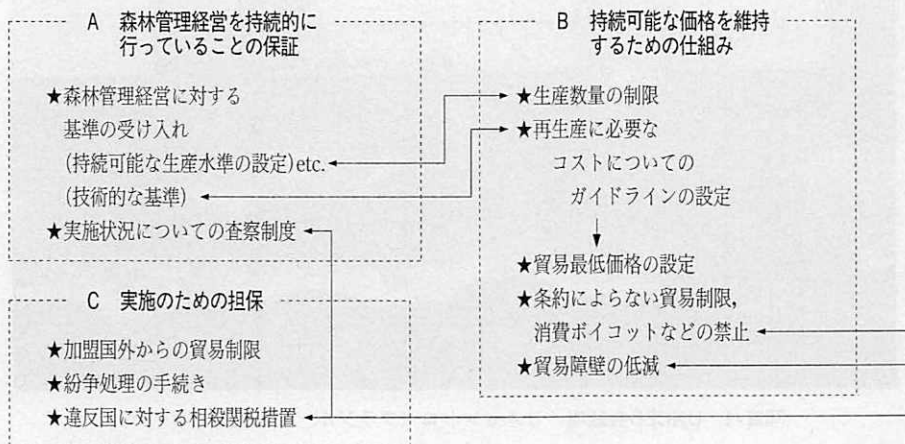 A 森林管理経営を持続的に
行っていることの保証
★森林管理経営に対する
基準の受け入れ
(持続可能な生産水準の設定)etc.
(技術的な基準)
★実施状況についての査察制度
B 持続可能な価格を維持
するための仕組み
★生産数量の制限
★再生産に必要な
コストについての
ガイドラインの設定
★貿易最低価格の設定
★条約によらない貿易制限,
消費ボイコットなどの禁止
★貿易障壁の低減
C 実施のための担保
★加盟国外からの貿易制限
★紛争処理の手続き
★違反国に対する相殺関税措置